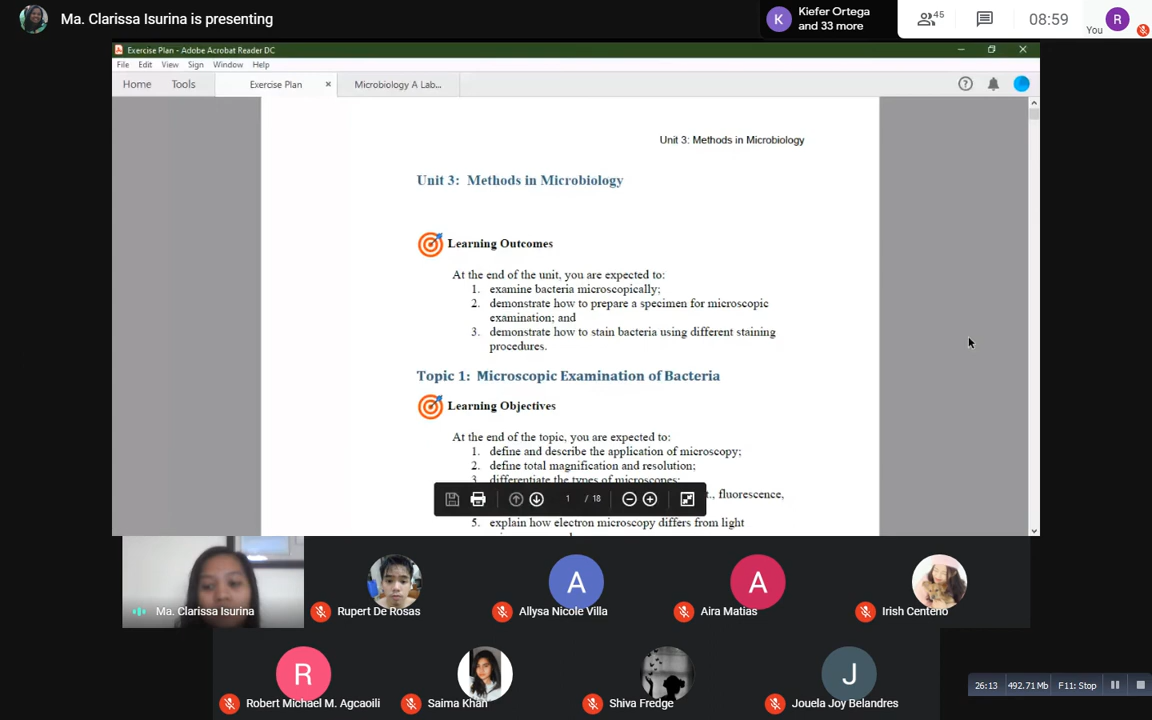 Ma. Clarissa Isurina is presenting
K
Kiefer Ortega
and 33 more
45
08:59
You
R
Exercise Plan - Adobe Acrobat Reader DC
File Edit View Sign Window Help
Home Tools Exercise Plan × Microbiology A Lab...
Unit 3: Methods in Microbiology
Unit 3: Methods in Microbiology
Learning Outcomes
At the end of the unit, you are expected to:
1. examine bacteria microscopically;
2. demonstrate how to prepare a specimen for microscopic
examination; and
3. demonstrate how to stain bacteria using different staining
procedures.
Topic 1: Microscopic Examination of Bacteria
Learning Objectives
At the end of the topic, you are expected to:
1. define and describe the application of microscopy;
2. define total magnification and resolution;
3. differentiate the types of microscopes;
t., fluorescence,
1 / 18
5. explain how electron microscopy differs from light
Ma. Clarissa Isurina
Rupert De Rosas
A
Allysa Nicole Villa
A
Aira Matias
Irish Centeno
R
Robert Michael M. Agcaoili
Saima Khan
Shiva Fredge
J
Jouela Joy Belandres
26:13 492.71 Mb F11: Stop